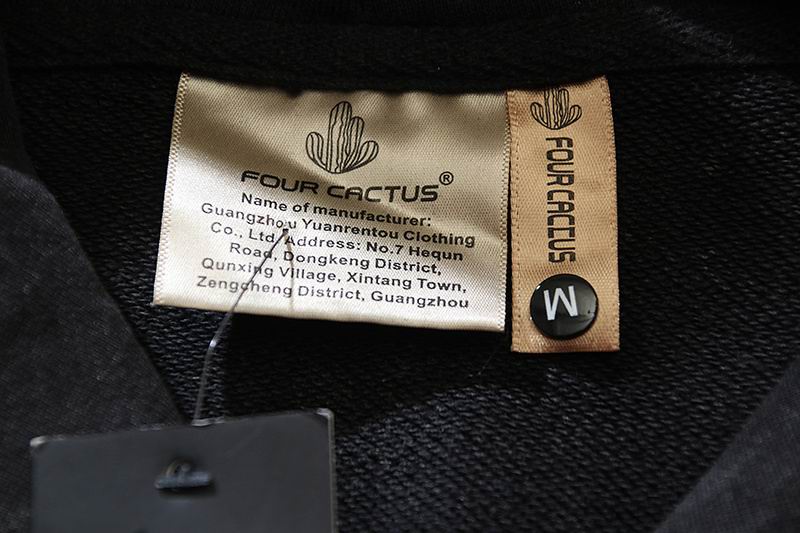 FOUR CACTUS®
Name of manufacturer:
Guangzhou Yuanrentou Clothing
Co., Ltd Address: No.7 Hequn
Road, Dongkeng District,
Qunxing Village, Xintang Town,
Zengcheng District, Guangzhou
FOUR CACTUS
M